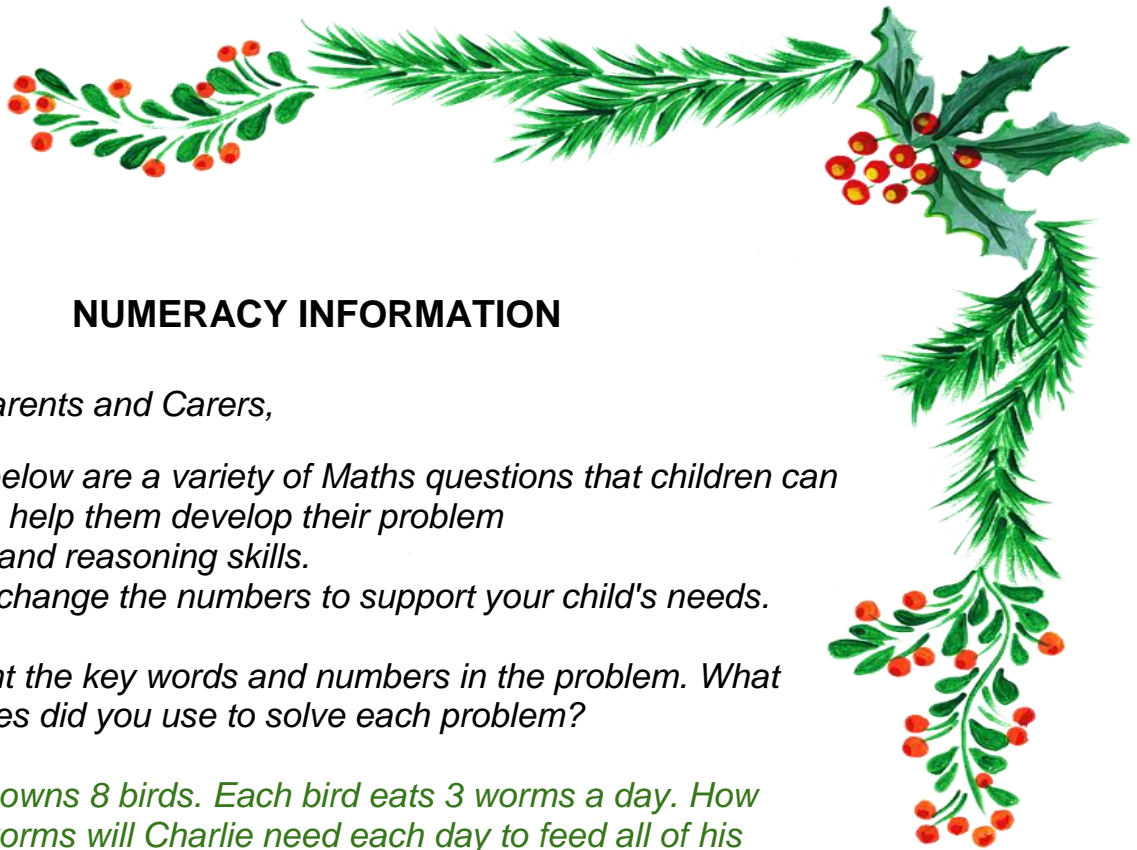 NUMERACY INFORMATION
arents and Carers,
elow are a variety of Maths questions that children can
help them develop their problem
and reasoning skills.
change the numbers to support your child's needs.
nt the key words and numbers in the problem. What
es did you use to solve each problem?
owns 8 birds. Each bird eats 3 worms a day. How
orms will Charlie need each day to feed all of his